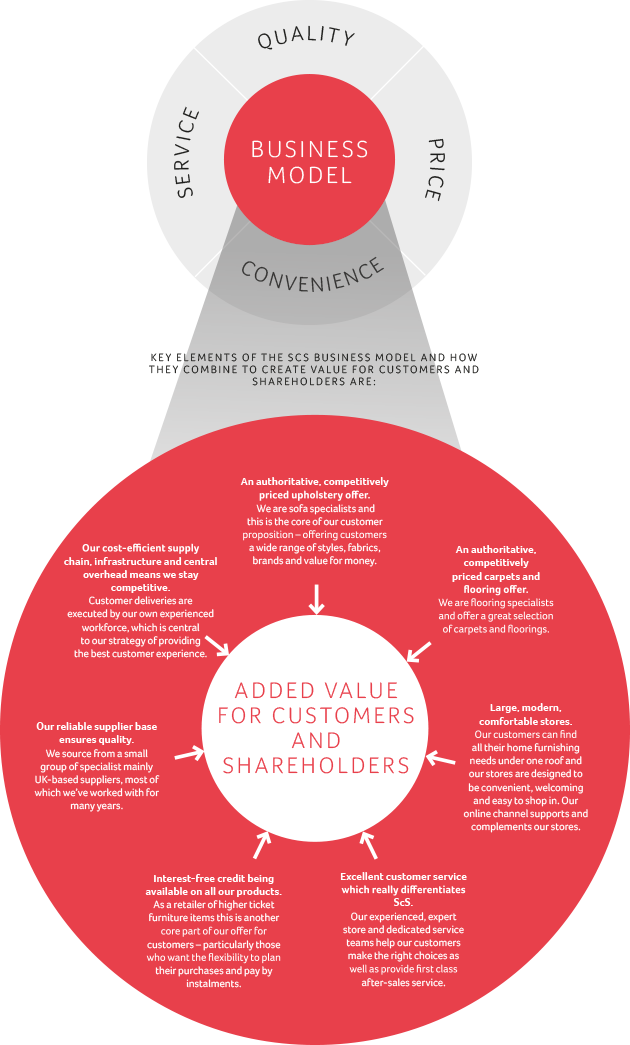 QUALITY
SERVICE
PRICE
BUSINESS
MODEL
CONVENIENCE
KEY ELEMENTS OF THE SCS BUSINESS MODEL AND HOW
THEY COMBINE TO CREATE VALUE FOR CUSTOMERS AND
SHAREHOLDERS ARE:
An authoritative, competitively
priced upholstery offer.
We are sofa specialists and
this is the core of our customer
proposition – offering customers
a wide range of styles, fabrics,
brands and value for money.
An authoritative,
competitively
priced carpets and
flooring offer.
We are flooring specialists
and offer a great selection
of carpets and floorings.
Large, modern,
comfortable stores.
Our customers can find
all their home furnishing
needs under one roof and
our stores are designed to
be convenient, welcoming
and easy to shop in. Our
online channel supports and
complements our stores.
Excellent customer service
which really differentiates
ScS.
Our experienced, expert
store and dedicated service
teams help our customers
make the right choices as
well as provide first class
after-sales service.
Interest-free credit being
available on all our products.
As a retailer of higher ticket
furniture items this is another
core part of our offer for
customers – particularly those
who want the flexibility to plan
their purchases and pay by
instalments.
Our reliable supplier base
ensures quality.
We source from a small
group of specialist mainly
UK-based suppliers, most of
which we've worked with for
many years.
Our cost-efficient supply
chain, infrastructure and central
overhead means we stay
competitive.
Customer deliveries are
executed by our own experienced
workforce, which is central
to our strategy of providing
the best customer experience.
ADDED VALUE
FOR CUSTOMERS
AND
SHAREHOLDERS